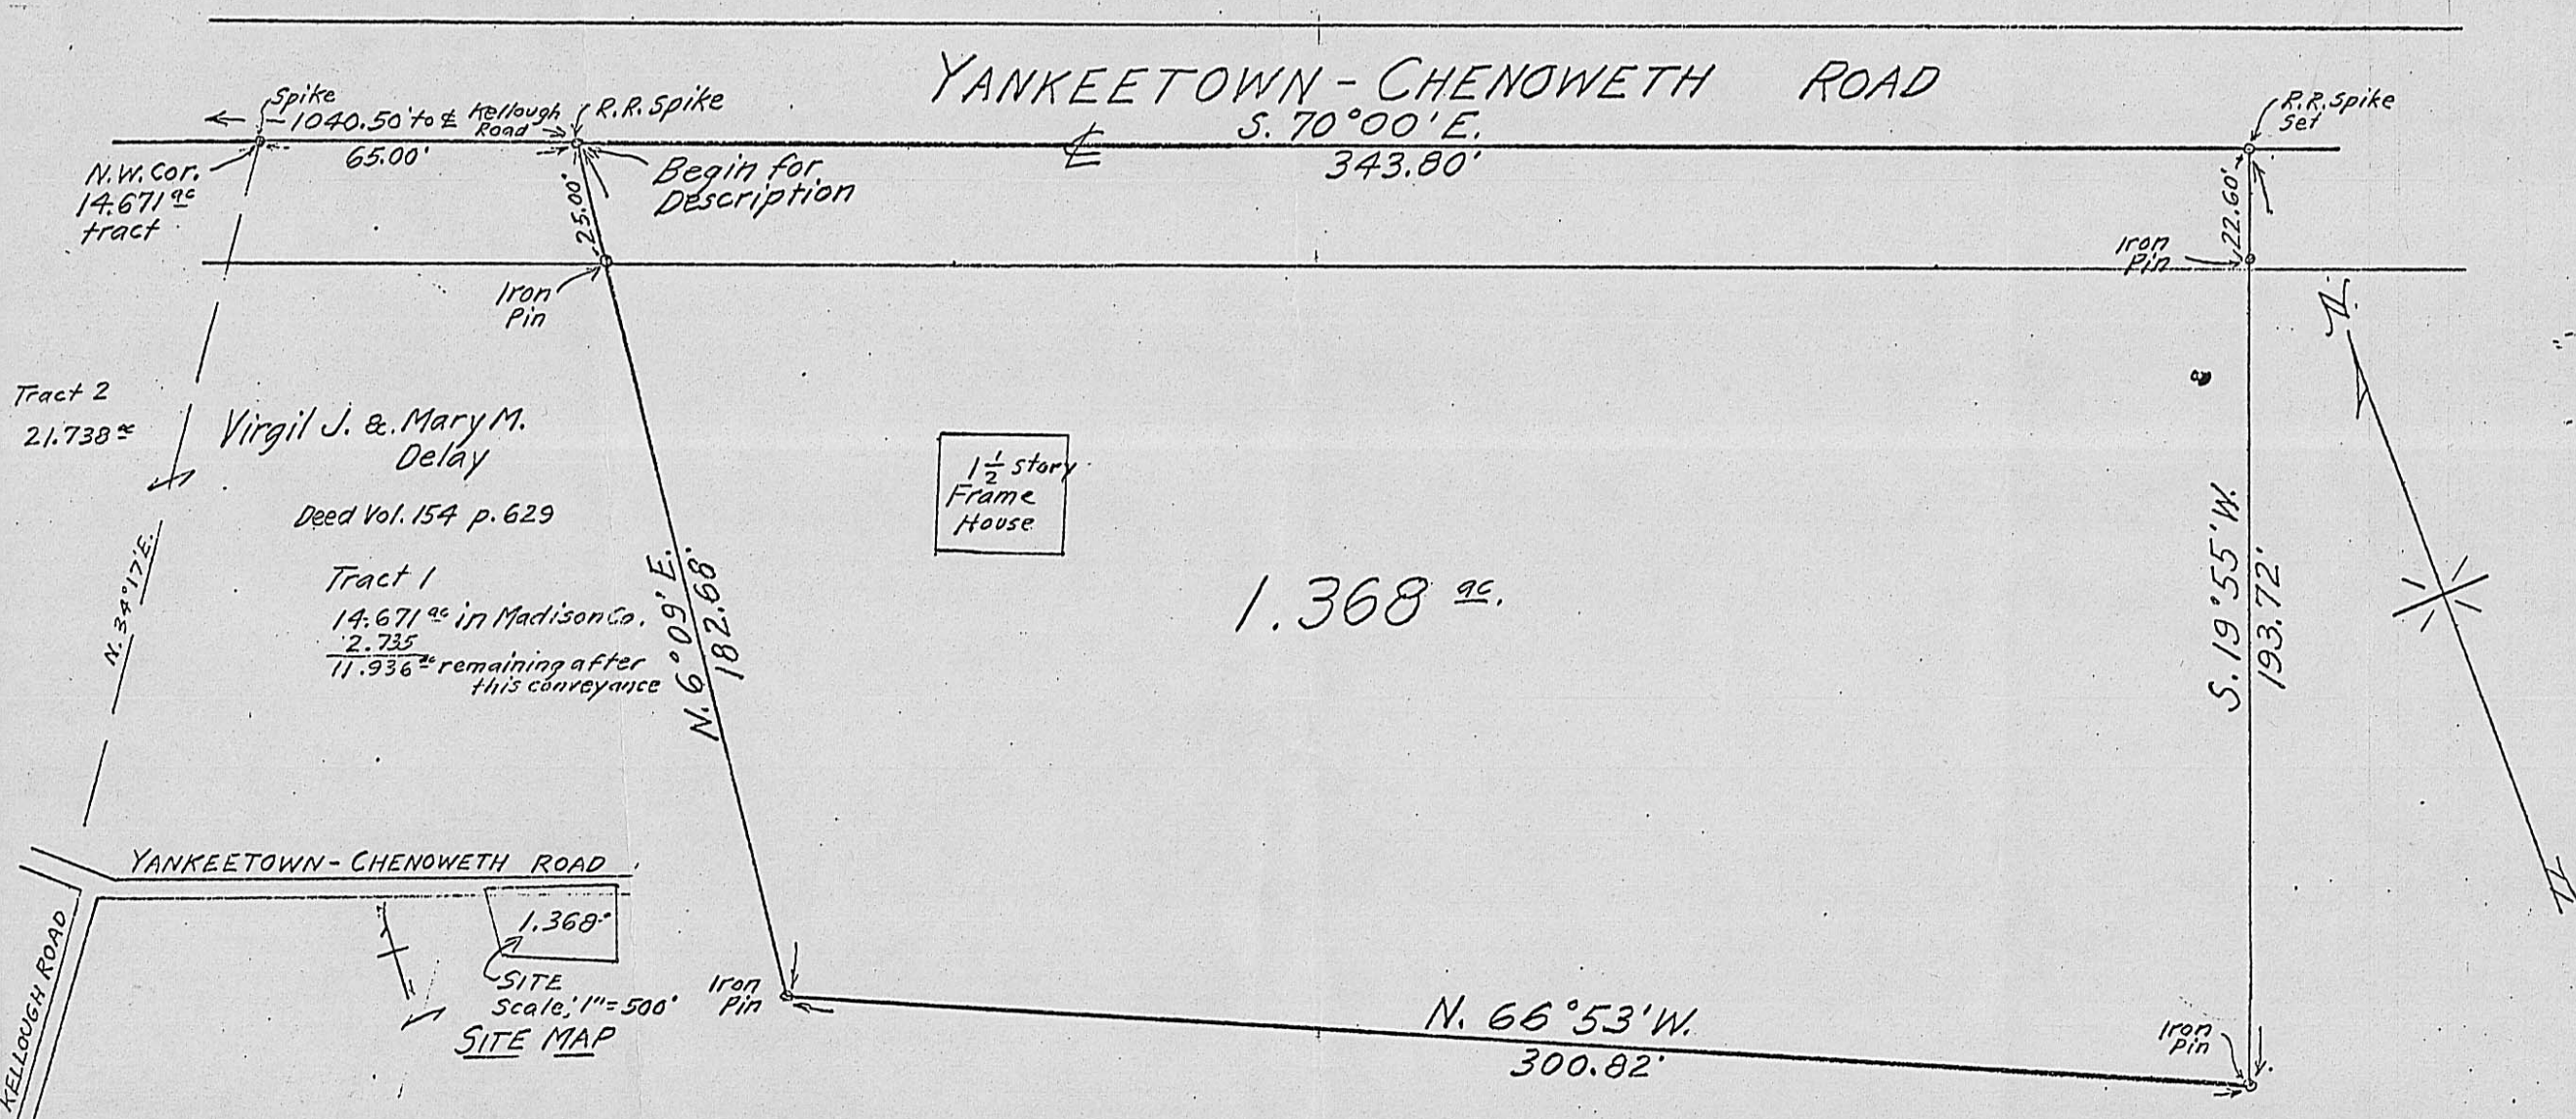 YANKEETOWN - CHENOWETH ROAD
S. 70°00' E.
℄
343.80'
Spike
1040.50' to ℄ Kellough
Road
R.R. Spike
65.00'
N.W. Cor.
14.671 ac
tract
Begin for
Description
25.00'
Iron
Pin
R.R. Spike
Set
22.60'
Iron
Pin
N
Tract 2
21.738 ac
Virgil J. & Mary M.
Delay
Deed Vol. 154 p. 629
Tract 1
14.671 ac in Madison Co.
2.735
11.936 ac remaining after
this conveyance
N. 34°17' E.
N. 6°09' E.
182.68'
1 1/2 Story
Frame
House
1.368 ac.
S. 19°55' W.
193.72'
YANKEETOWN - CHENOWETH ROAD
KELLOUGH ROAD
1.368 ac
SITE
Scale; 1" = 500'
SITE MAP
Iron
Pin
N. 66°53' W.
300.82'
Iron
Pin